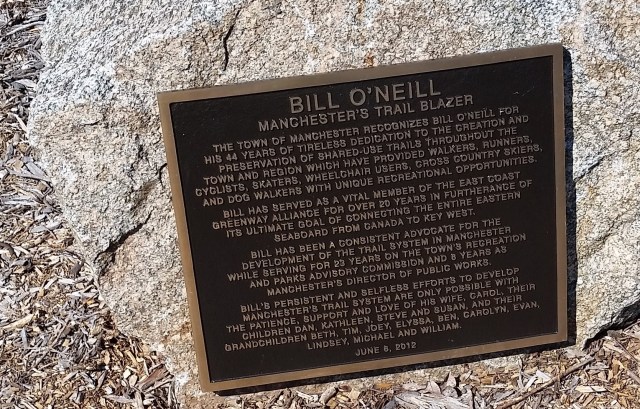 BILL O'NEILL
MANCHESTER'S TRAIL BLAZER
THE TOWN OF MANCHESTER RECOGNIZES BILL O'NEILL FOR
HIS 44 YEARS OF TIRELESS DEDICATION TO THE CREATION AND
PRESERVATION OF SHARED-USE TRAILS THROUGHOUT THE
TOWN AND REGION WHICH HAVE PROVIDED WALKERS, RUNNERS,
CYCLISTS, SKATERS, WHEELCHAIR USERS, CROSS COUNTRY SKIERS,
AND DOG WALKERS WITH UNIQUE RECREATIONAL OPPORTUNITIES.
BILL HAS SERVED AS A VITAL MEMBER OF THE EAST COAST
GREENWAY ALLIANCE FOR OVER 20 YEARS IN FURTHERANCE OF
ITS ULTIMATE GOAL OF CONNECTING THE ENTIRE EASTERN
SEABOARD FROM CANADA TO KEY WEST.
BILL HAS BEEN A CONSISTENT ADVOCATE FOR THE
DEVELOPMENT OF THE TRAIL SYSTEM IN MANCHESTER
WHILE SERVING FOR 23 YEARS ON THE TOWN'S RECREATION
AND PARKS ADVISORY COMMISSION AND 8 YEARS AS
MANCHESTER'S DIRECTOR OF PUBLIC WORKS.
BILL'S PERSISTENT AND SELFLESS EFFORTS TO DEVELOP
MANCHESTER'S TRAIL SYSTEM ARE ONLY POSSIBLE WITH
THE PATIENCE, SUPPORT AND LOVE OF HIS WIFE, CAROL, THEIR
CHILDREN DAN, KATHLEEN, STEVE AND SUSAN, AND THEIR
GRANDCHILDREN BETH, TIM, JOEY, ELYSSA, BEN, CAROLYN, EVAN,
LINDSEY, MICHAEL AND WILLIAM.
JUNE 6, 2012